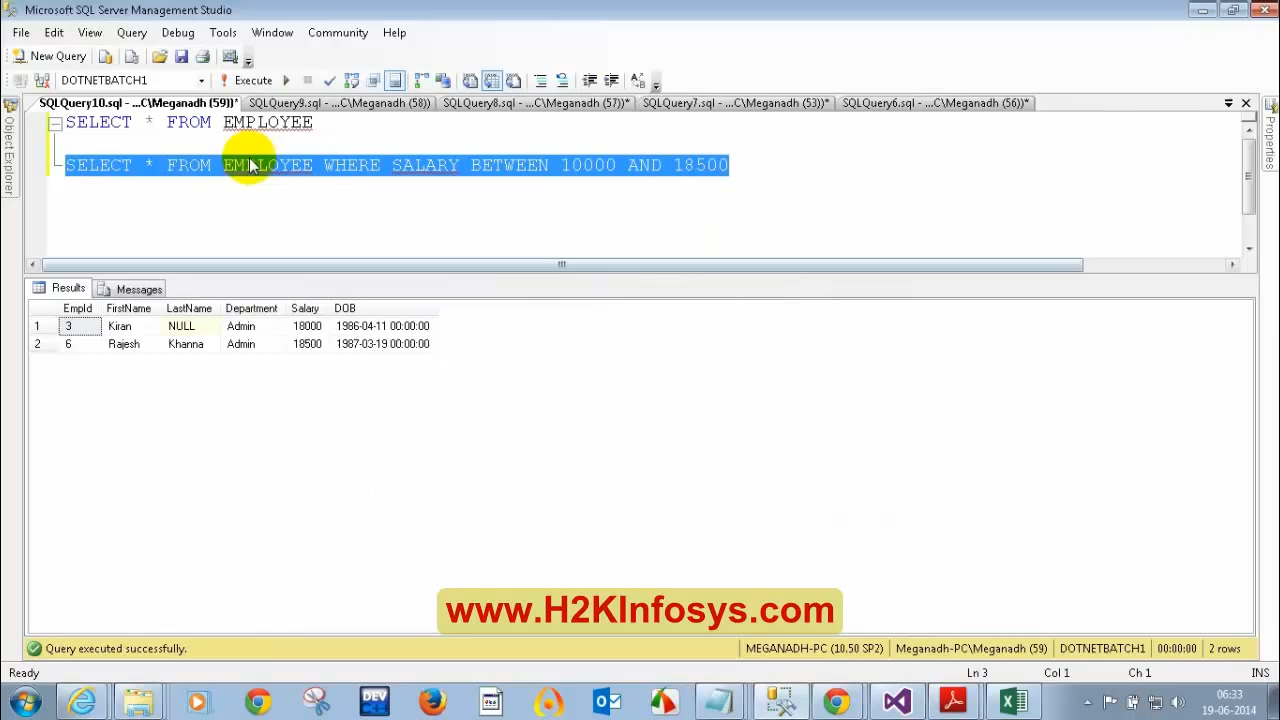 Microsoft SQL Server Management Studio
File Edit View Query Debug Tools Window Community Help
New Query
DOTNETBATCH1 Execute
SQLQuery10.sql - ...C\Meganadh (59))* SQLQuery9.sql - ...C\Meganadh (58)) SQLQuery8.sql - ...C\Meganadh (57))* SQLQuery7...C\Meganadh (53))* SQLQuery6.sql - ...C\Meganadh (56))*
Object Explorer
Properties
SELECT * FROM EMPLOYEE
SELECT * FROM EMPLOYEE WHERE SALARY BETWEEN 10000 AND 18500
Results Messages
EmpId FirstName LastName Department Salary DOB
1 3 Kiran NULL Admin 18000 1986-04-11 00:00:00
2 6 Rajesh Khanna Admin 18500 1987-03-19 00:00:00
www.H2KInfosys.com
Query executed successfully. MEGANADH-PC (10.50 SP2) Meganadh-PC\Meganadh (59) DOTNETBATCH1 00:00:00 2 rows
Ready Ln 3 Col 1 Ch 1 INS
DEV
06:33
19-06-2014